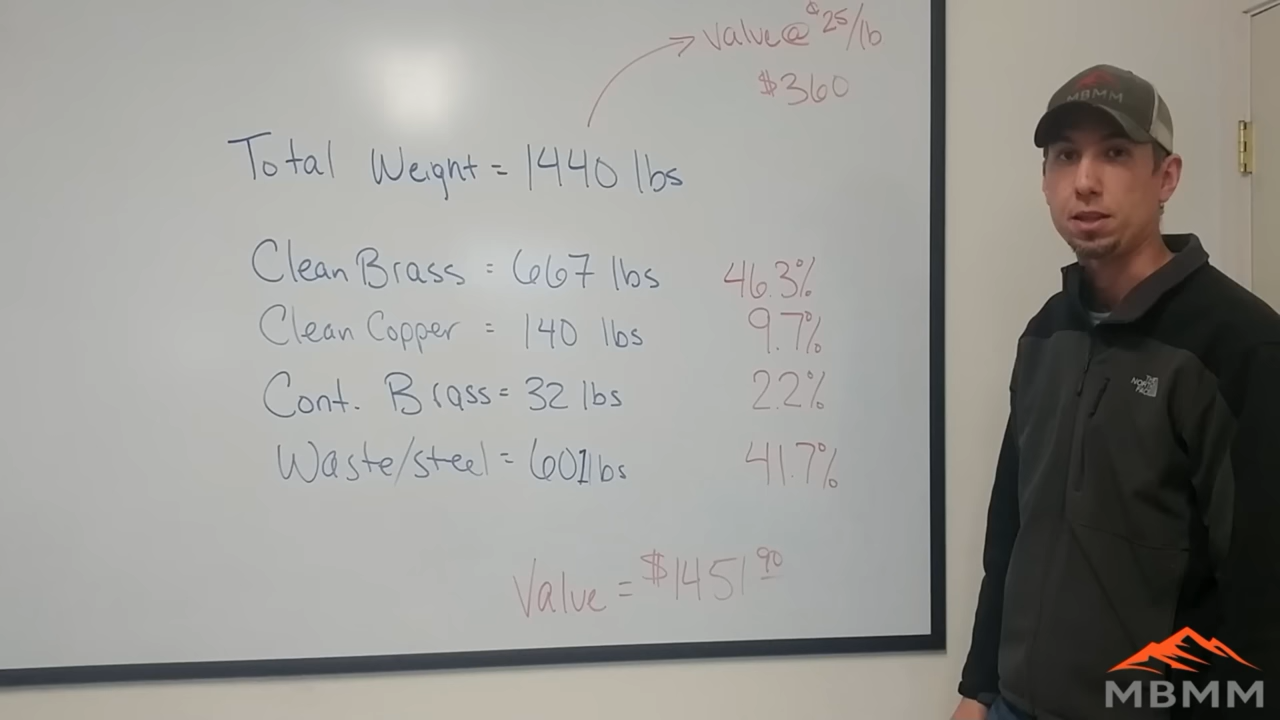 Value@ $25/lb
$360
Total Weight = 1440 lbs
Clean Brass = 667 lbs 46.3%
Clean Copper = 140 lbs 9.7%
Cont. Brass = 32 lbs 2.2%
Waste/steel = 601 lbs 41.7%
Value = $1451 90
MBMM
THE NORTH FACE
MBMM